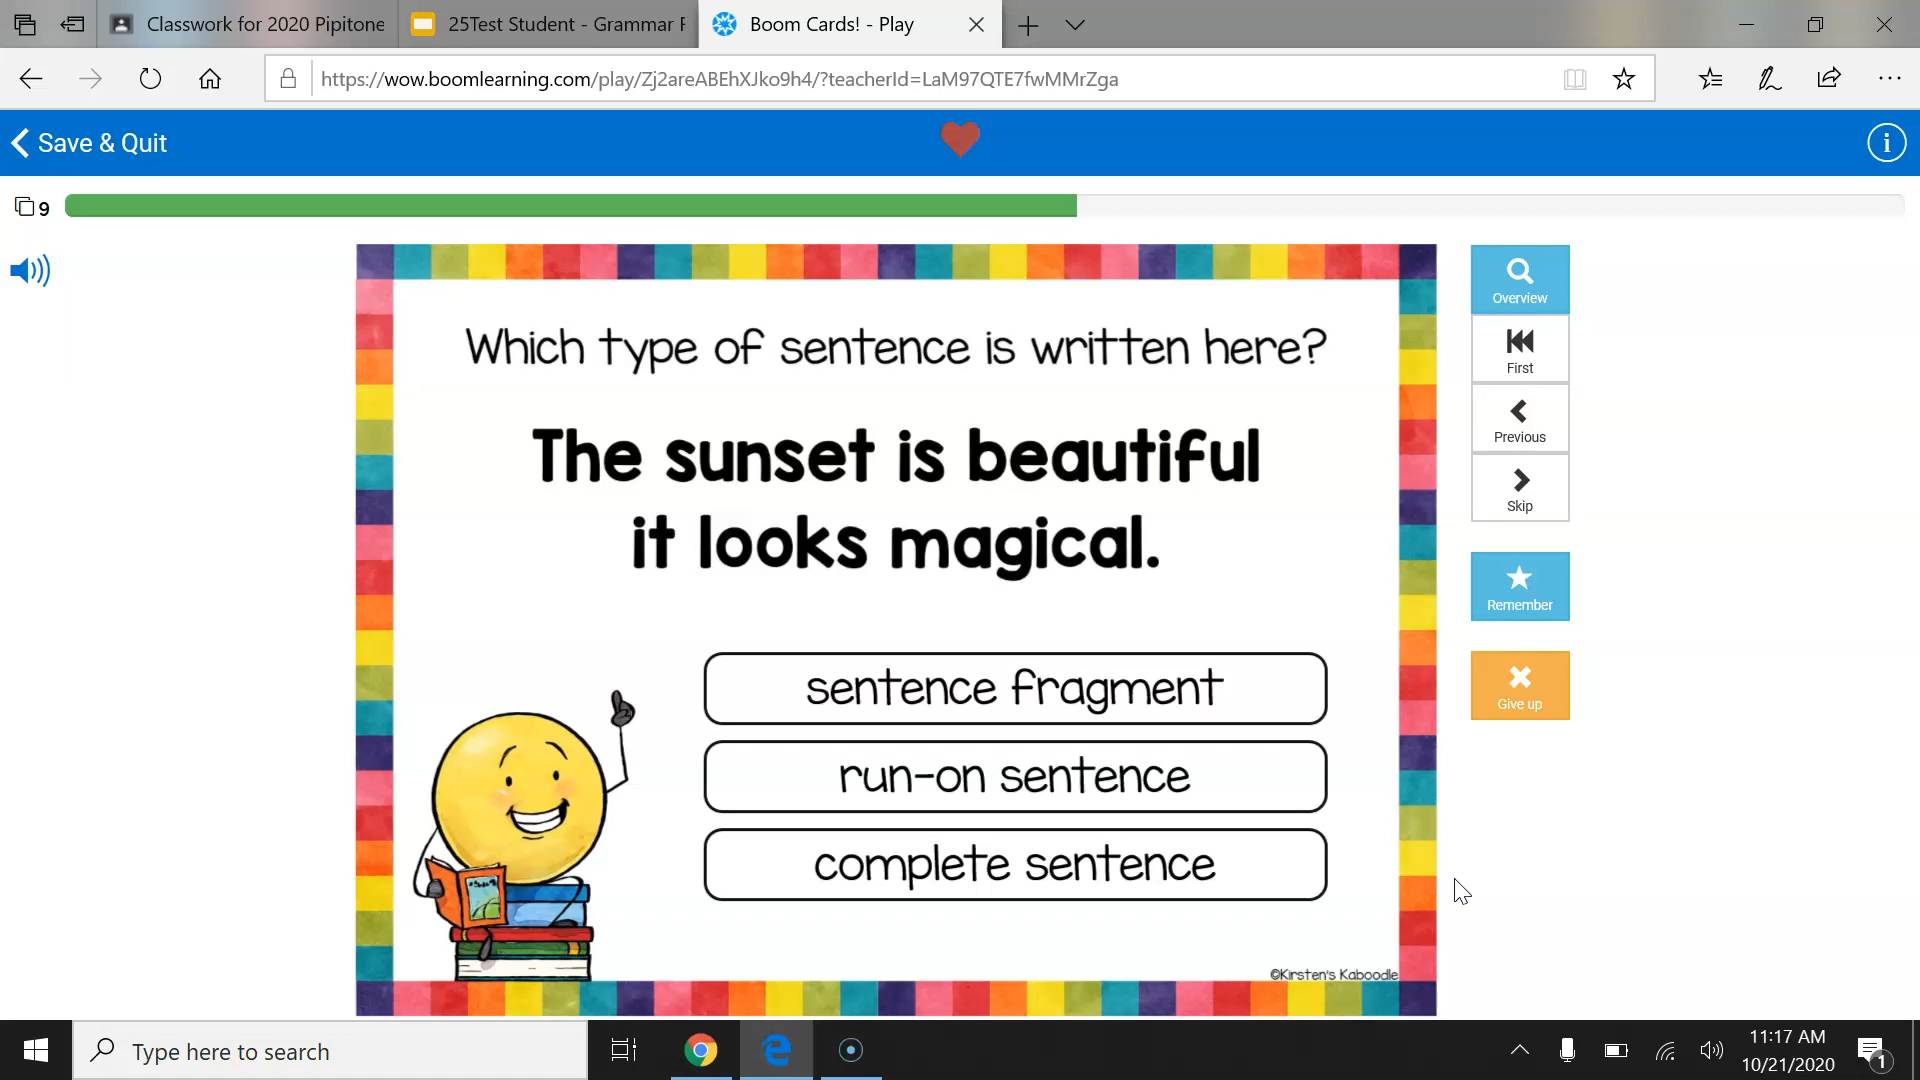 Classwork for 2020 Pipitone
25Test Student - Grammar F
Boom Cards! - Play
https://wow.boomlearning.com/play/Zj2areABEhXJko9h4/?teacherId=LaM97QTE7fwMMrZga
Save & Quit
9
Which type of sentence is written here?
The sunset is beautiful
it looks magical.
sentence fragment
run-on sentence
complete sentence
©Kirsten's Kaboodle
Overview
First
Previous
Skip
Remember
Give up
Type here to search
11:17 AM
10/21/2020
1